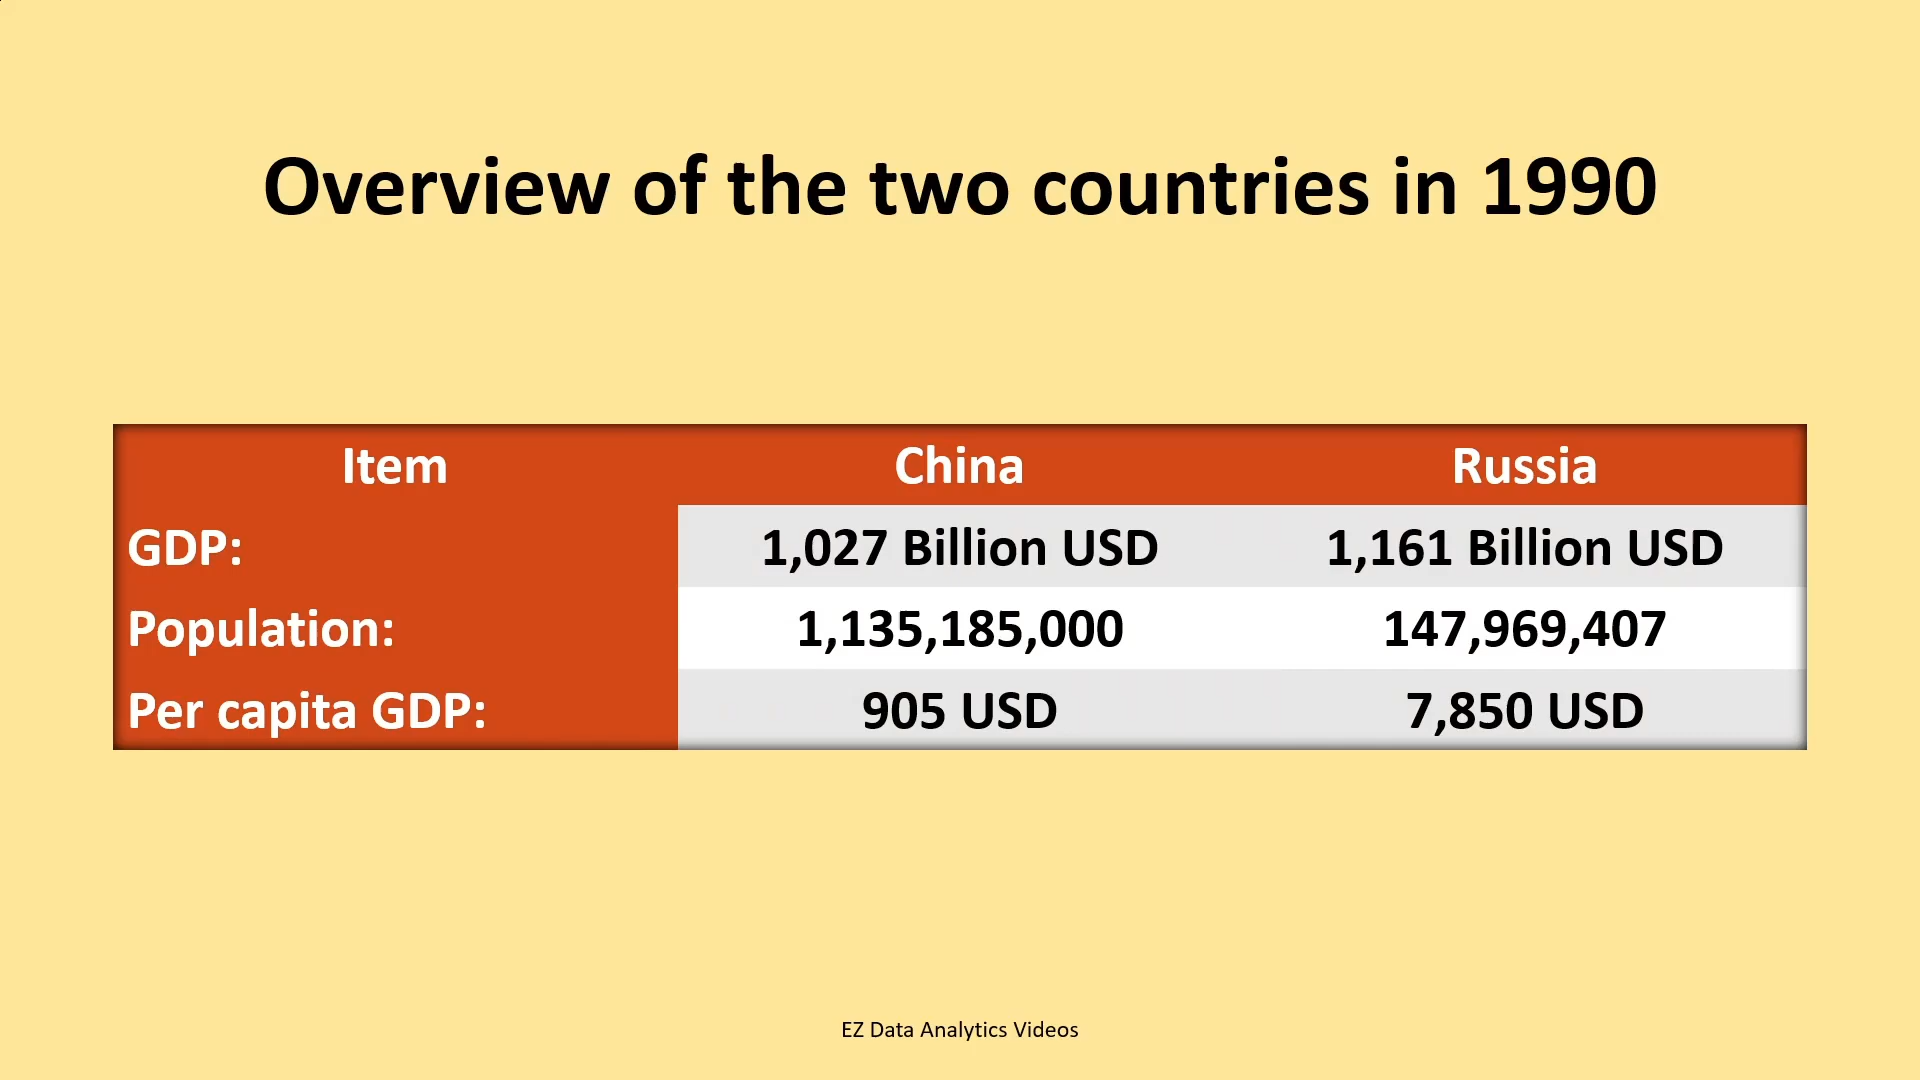 Overview of the two countries in 1990
Item China Russia
GDP: 1,027 Billion USD 1,161 Billion USD
Population: 1,135,185,000 147,969,407
Per capita GDP: 905 USD 7,850 USD
EZ Data Analytics Videos